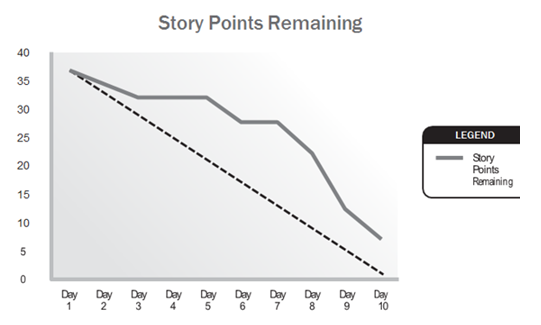 Story Points Remaining
40
35
30
25
20
15
10
5
0
Day Day Day Day Day Day Day Day Day Day
1 2 3 4 5 6 7 8 9 10
LEGEND
Story
Points
Remaining